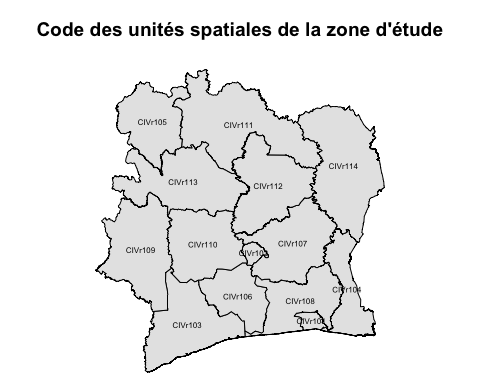 Code des unités spatiales de la zone d'étude
CIVr105
CIVr111
CIVr114
CIVr113
CIVr112
CIVr110
CIVr107
CIVr109
CIVr104
CIVr106
CIVr108
CIVr103